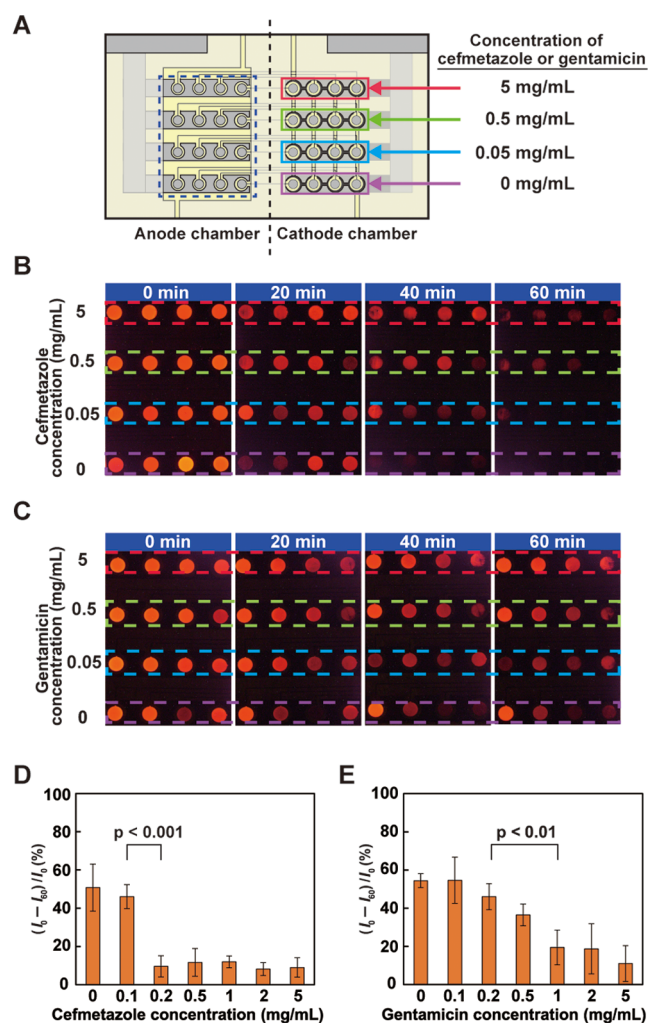 A
Concentration of
cefmetazole or gentamicin
5 mg/mL
0.5 mg/mL
0.05 mg/mL
0 mg/mL
Anode chamber
Cathode chamber
B
0 min 20 min 40 min 60 min
Cefmetazole
concentration (mg/mL)
5
0.5
0.05
0
C
0 min 20 min 40 min 60 min
Gentamicin
concentration (mg/mL)
5
0.5
0.05
0
D
(I0 – I60)/I0(%)
100
80
60
40
20
0
p < 0.001
0 0.1 0.2 0.5 1 2 5
Cefmetazole concentration (mg/mL)
E
(I0 – I60)/I0(%)
100
80
60
40
20
0
p < 0.01
0 0.1 0.2 0.5 1 2 5
Gentamicin concentration (mg/mL)